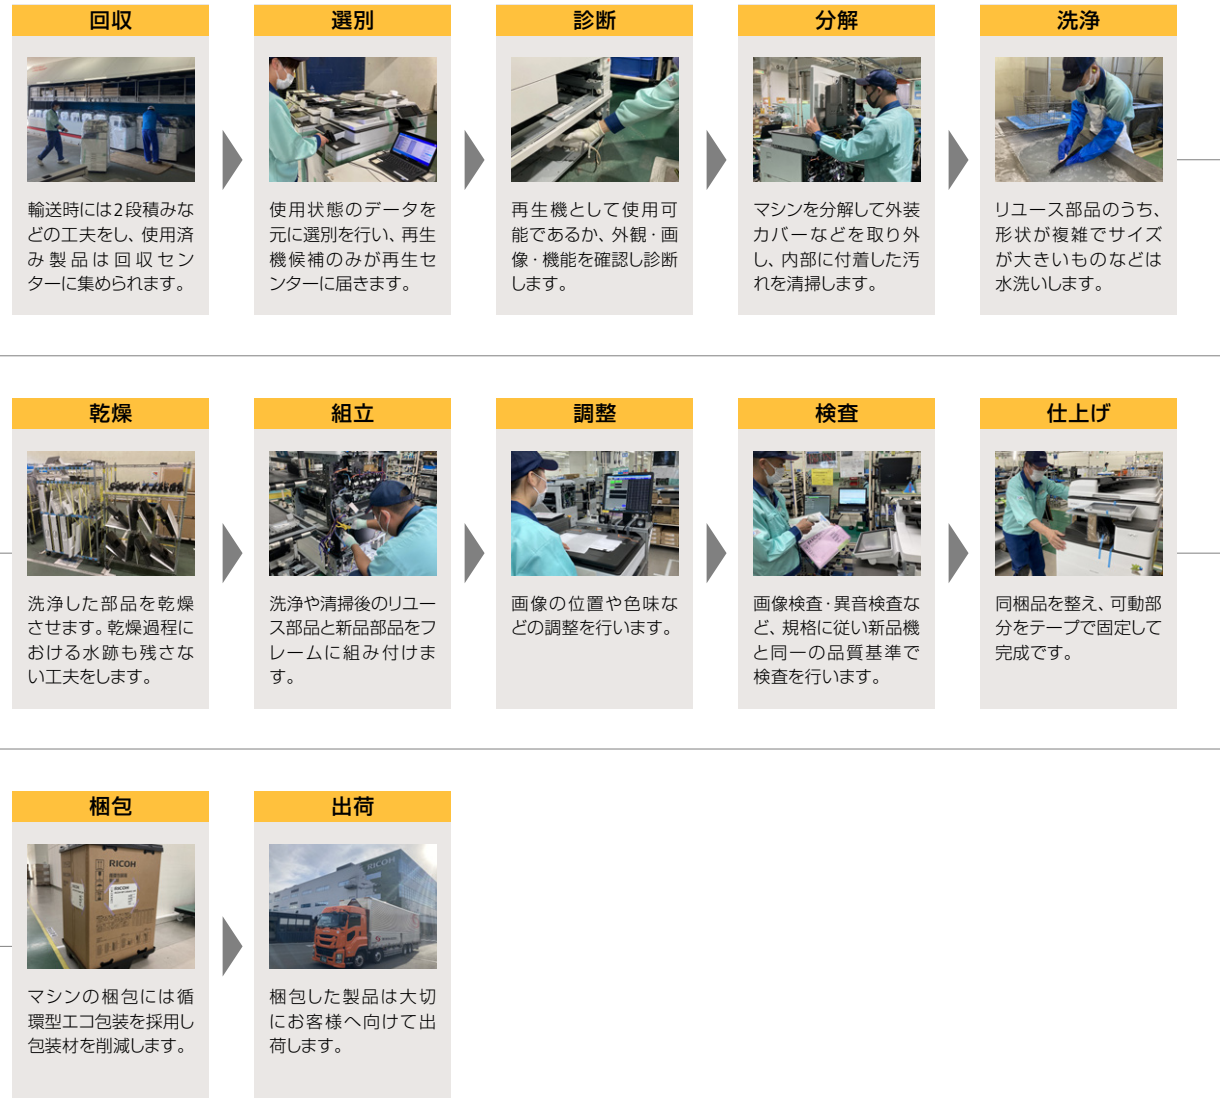 回収
輸送時には2段積みな
どの工夫をし、使用済
み製品は回収セン
ターに集められます。
選別
使用状態のデータを
元に選別を行い、再生
機候補のみが再生セ
ンターに届きます。
診断
再生機として使用可
能であるか、外観・画
像・機能を確認し診断
します。
分解
マシンを分解して外装
カバーなどを取り外
し、内部に付着した汚
れを清掃します。
洗浄
リユース部品のうち、
形状が複雑でサイズ
が大きいものなどは
水洗いします。
乾燥
洗浄した部品を乾燥
させます。乾燥過程に
おける水跡も残さな
い工夫をします。
組立
洗浄や清掃後のリユー
ス部品と新品部品をフ
レームに組み付けま
す。
調整
画像の位置や色味な
どの調整を行います。
検査
画像検査・異音検査な
ど、規格に従い新品機
と同一の品質基準で
検査を行います。
仕上げ
同梱品を整え、可動部
分をテープで固定して
完成です。
梱包
RICOH
RICOH
マシンの梱包には循
環型エコ包装を採用し
包装材を削減します。
出荷
RICOH
梱包した製品は大切
にお客様へ向けて出
荷します。